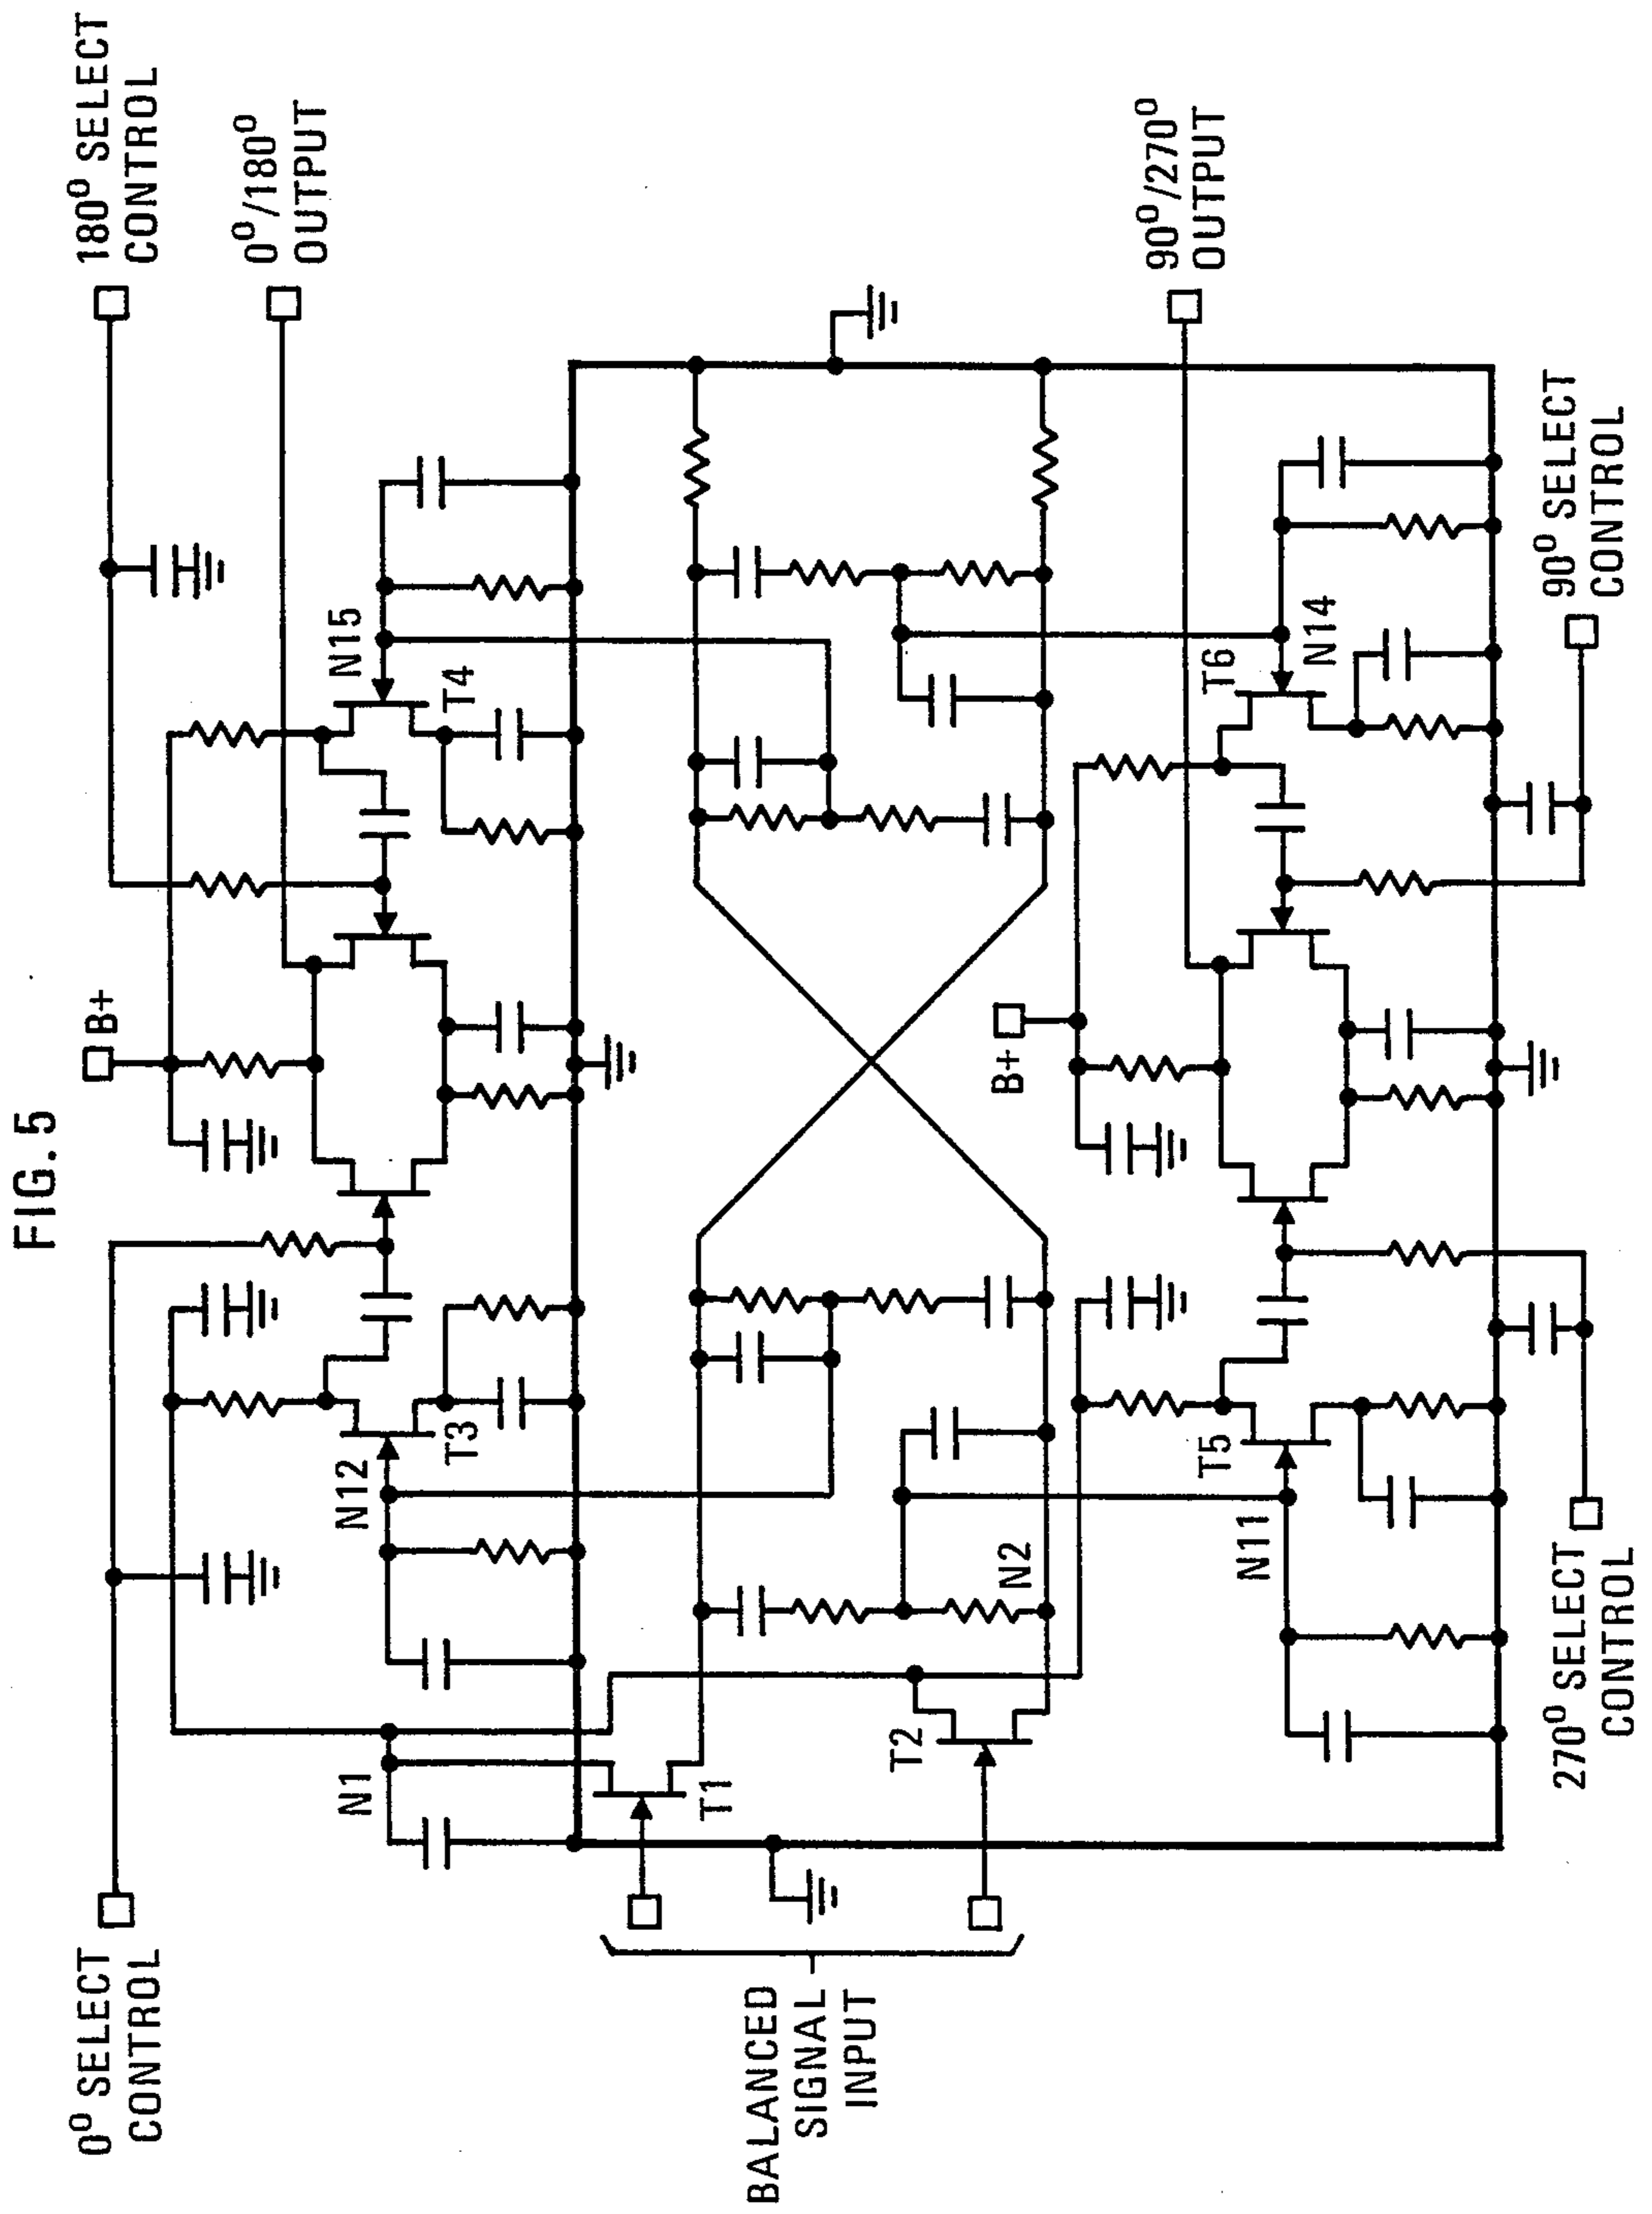 FIG. 5
0° SELECT
CONTROL
180° SELECT
CONTROL
B+
0°/180°
OUTPUT
N12
T3
N15
T4
N1
T1
BALANCED
SIGNAL
INPUT
T2
N2
B+
90°/270°
OUTPUT
N11
T5
T6
N14
270° SELECT
CONTROL
90° SELECT
CONTROL